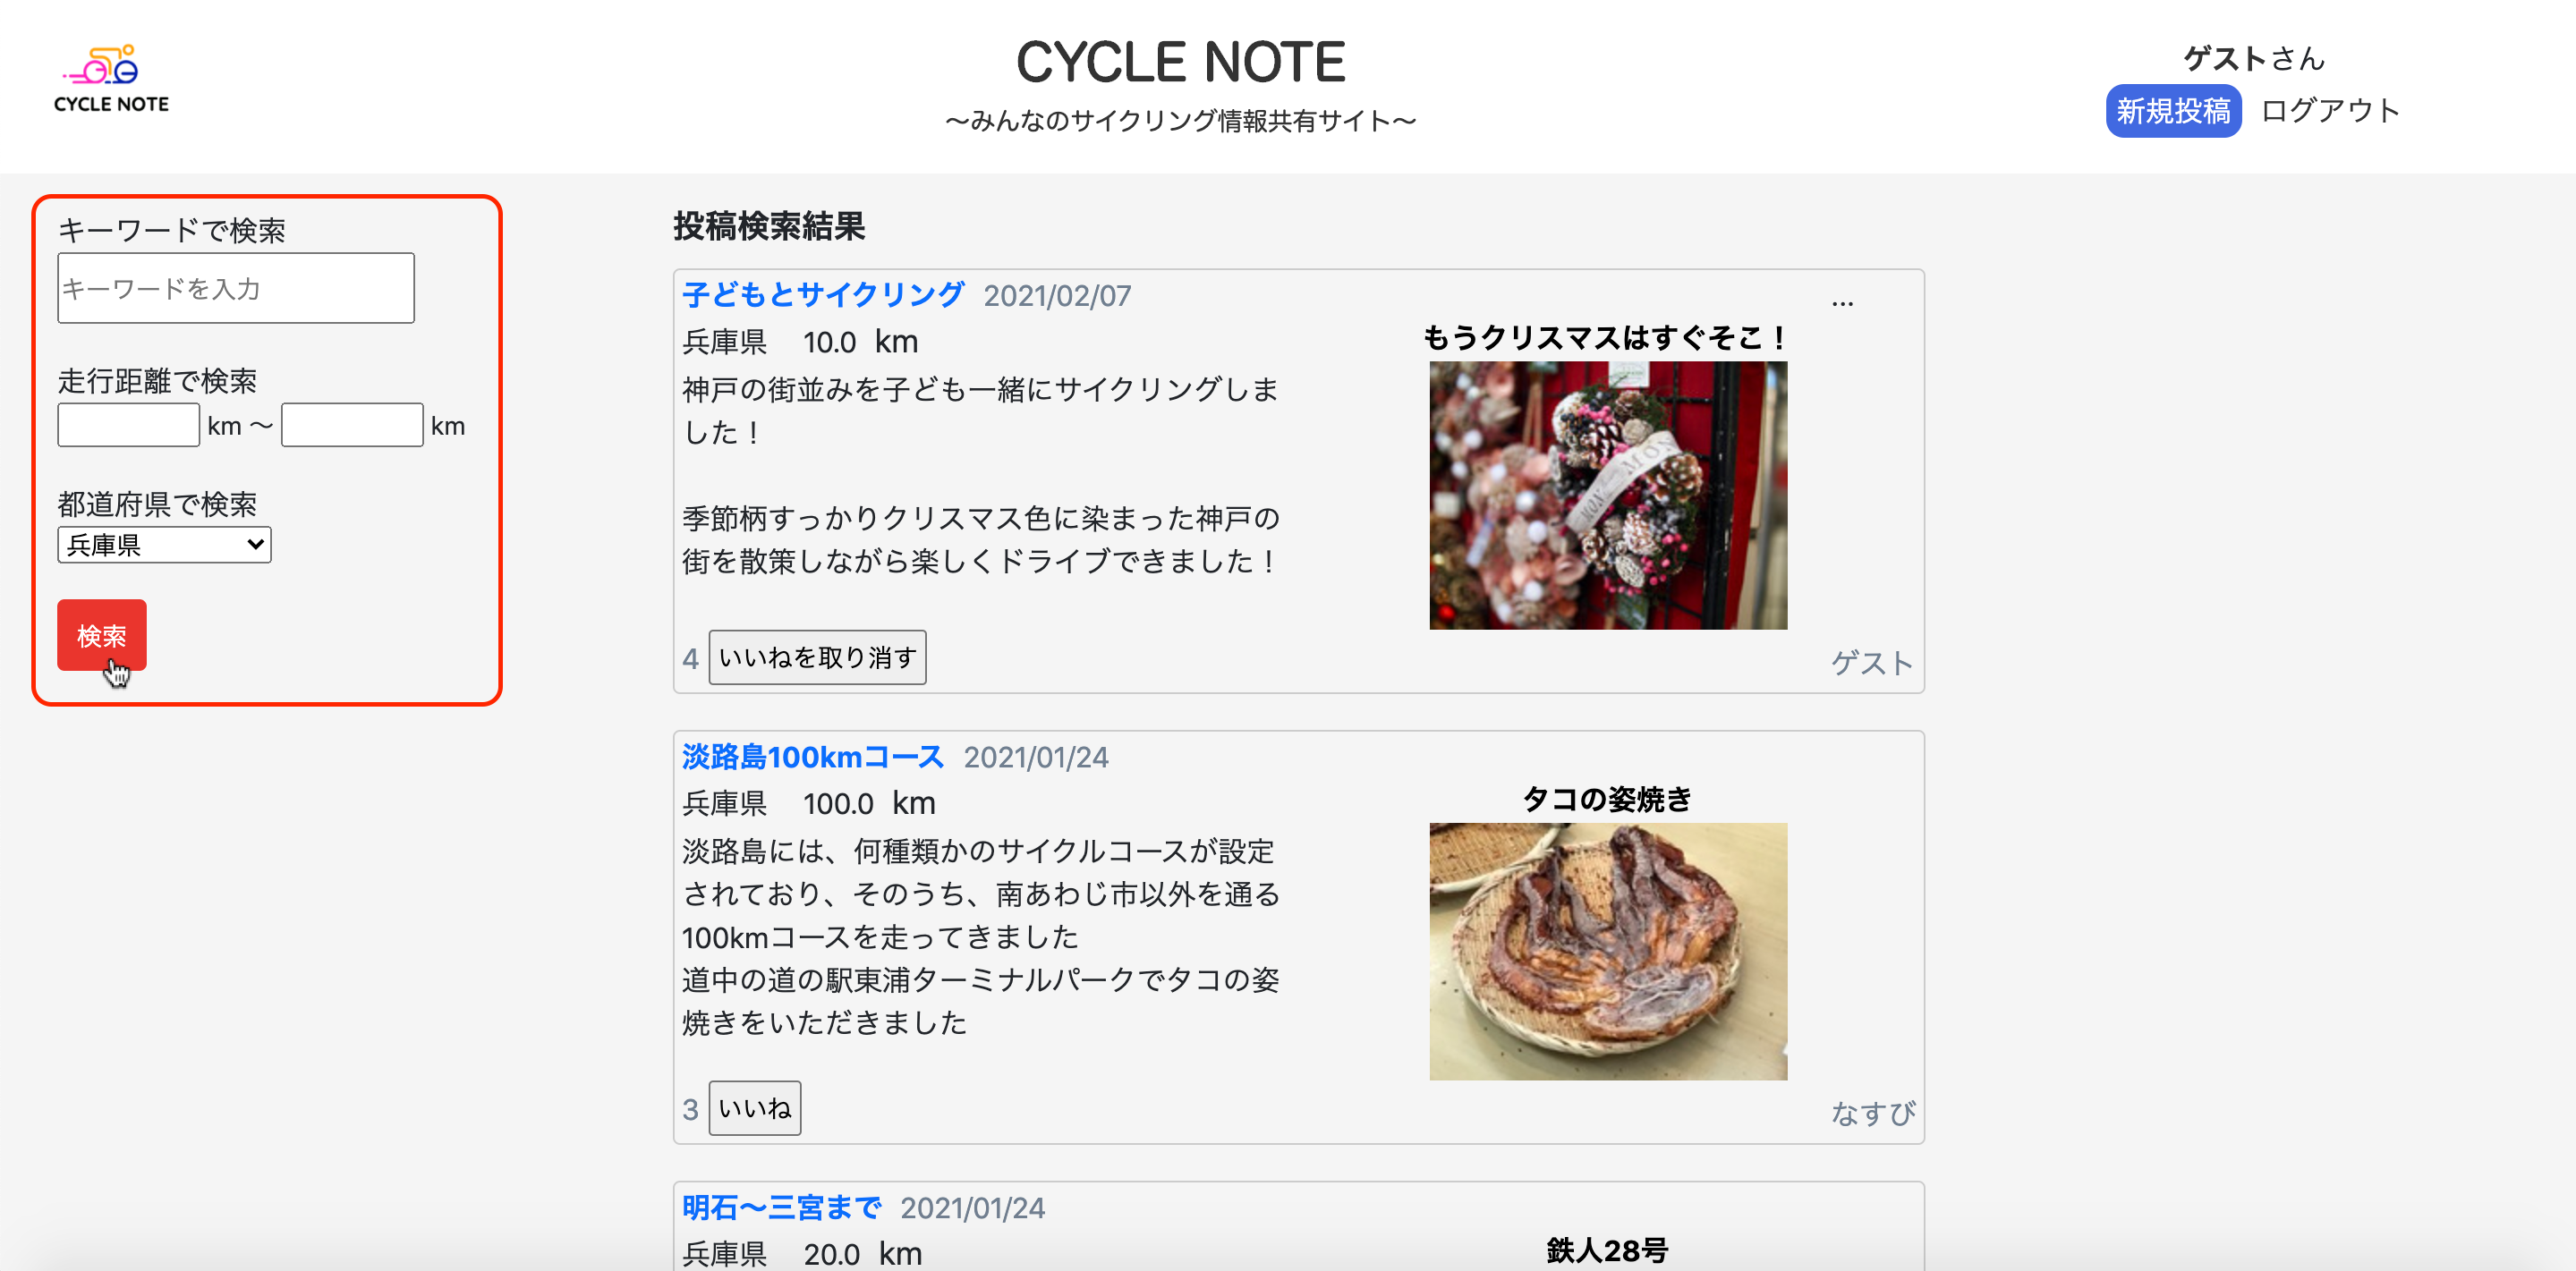 CYCLE NOTE
CYCLE NOTE
〜みんなのサイクリング情報共有サイト〜
ゲストさん
新規投稿 ログアウト
キーワードで検索
キーワードを入力
走行距離で検索
km 〜 km
都道府県で検索
兵庫県
検索
投稿検索結果
子どもとサイクリング 2021/02/07
...
兵庫県 10.0 km
神戸の街並みを子ども一緒にサイクリングしま
した！
季節柄すっかりクリスマス色に染まった神戸の
街を散策しながら楽しくドライブできました！
もうクリスマスはすぐそこ！
MON MON
4 いいねを取り消す
ゲスト
淡路島100kmコース 2021/01/24
兵庫県 100.0 km
淡路島には、何種類かのサイクルコースが設定
されており、そのうち、南あわじ市以外を通る
100kmコースを走ってきました
道中の道の駅東浦ターミナルパークでタコの姿
焼きをいただきました
タコの姿焼き
3 いいね
なすび
明石〜三宮まで 2021/01/24
兵庫県 20.0 km
鉄人28号